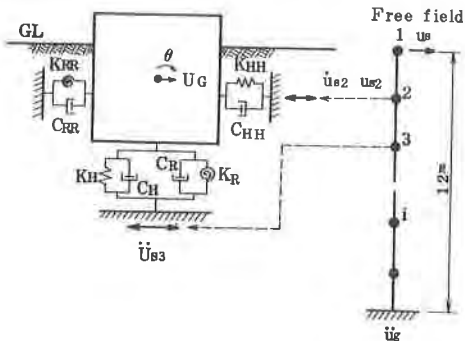 Free field
GL
1 us
θ
KRR
KHH
UG
u̇s2 us2
2
CRR
CHH
3
CR
KH
CH
KR
12m
i
Üs3
üg